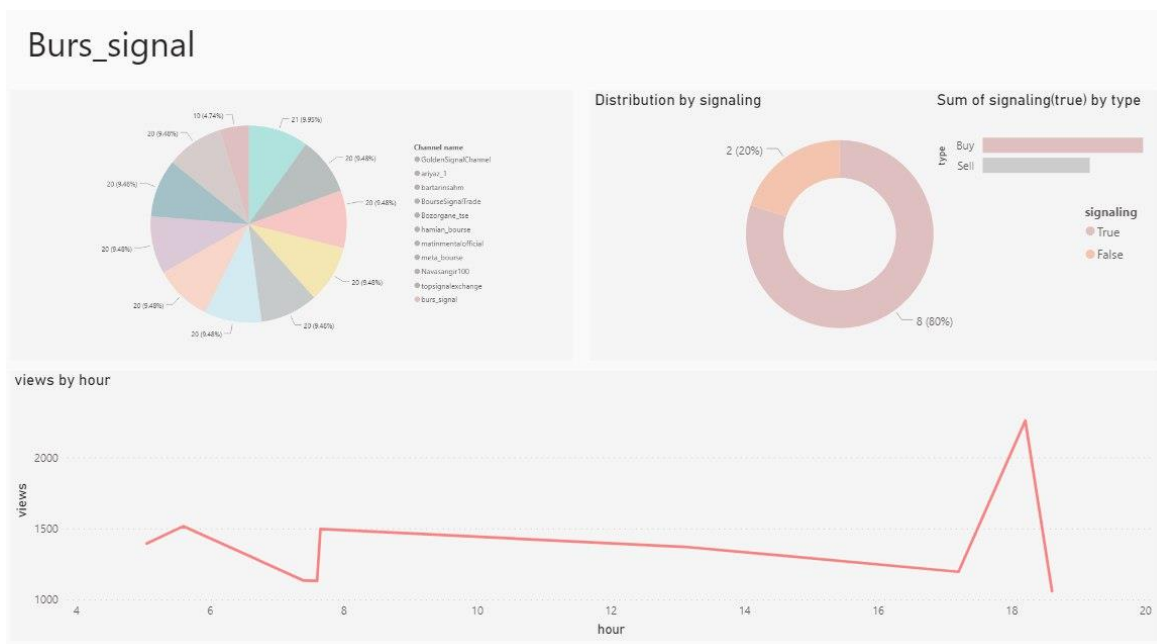 Burs_signal
10 (4.74%)
21 (9.95%)
20 (9.48%)
20 (9.48%)
20 (9.48%)
20 (9.48%)
20 (9.48%)
20 (9.48%)
20 (9.48%)
20 (9.48%)
20 (9.48%)
Channel name
GoldenSignalChannel
ariyaz_1
bartarinsahm
BourseSignalTrade
Bozorgane_tse
hamian_bourse
matinmentalofficial
meta_bourse
Navasangir100
topsignalexchange
burs_signal
Distribution by signaling
2 (20%)
8 (80%)
Sum of signaling(true) by type
type
Buy
Sell
signaling
True
False
views by hour
views
2000
1500
1000
4 6 8 10 12 14 16 18 20
hour